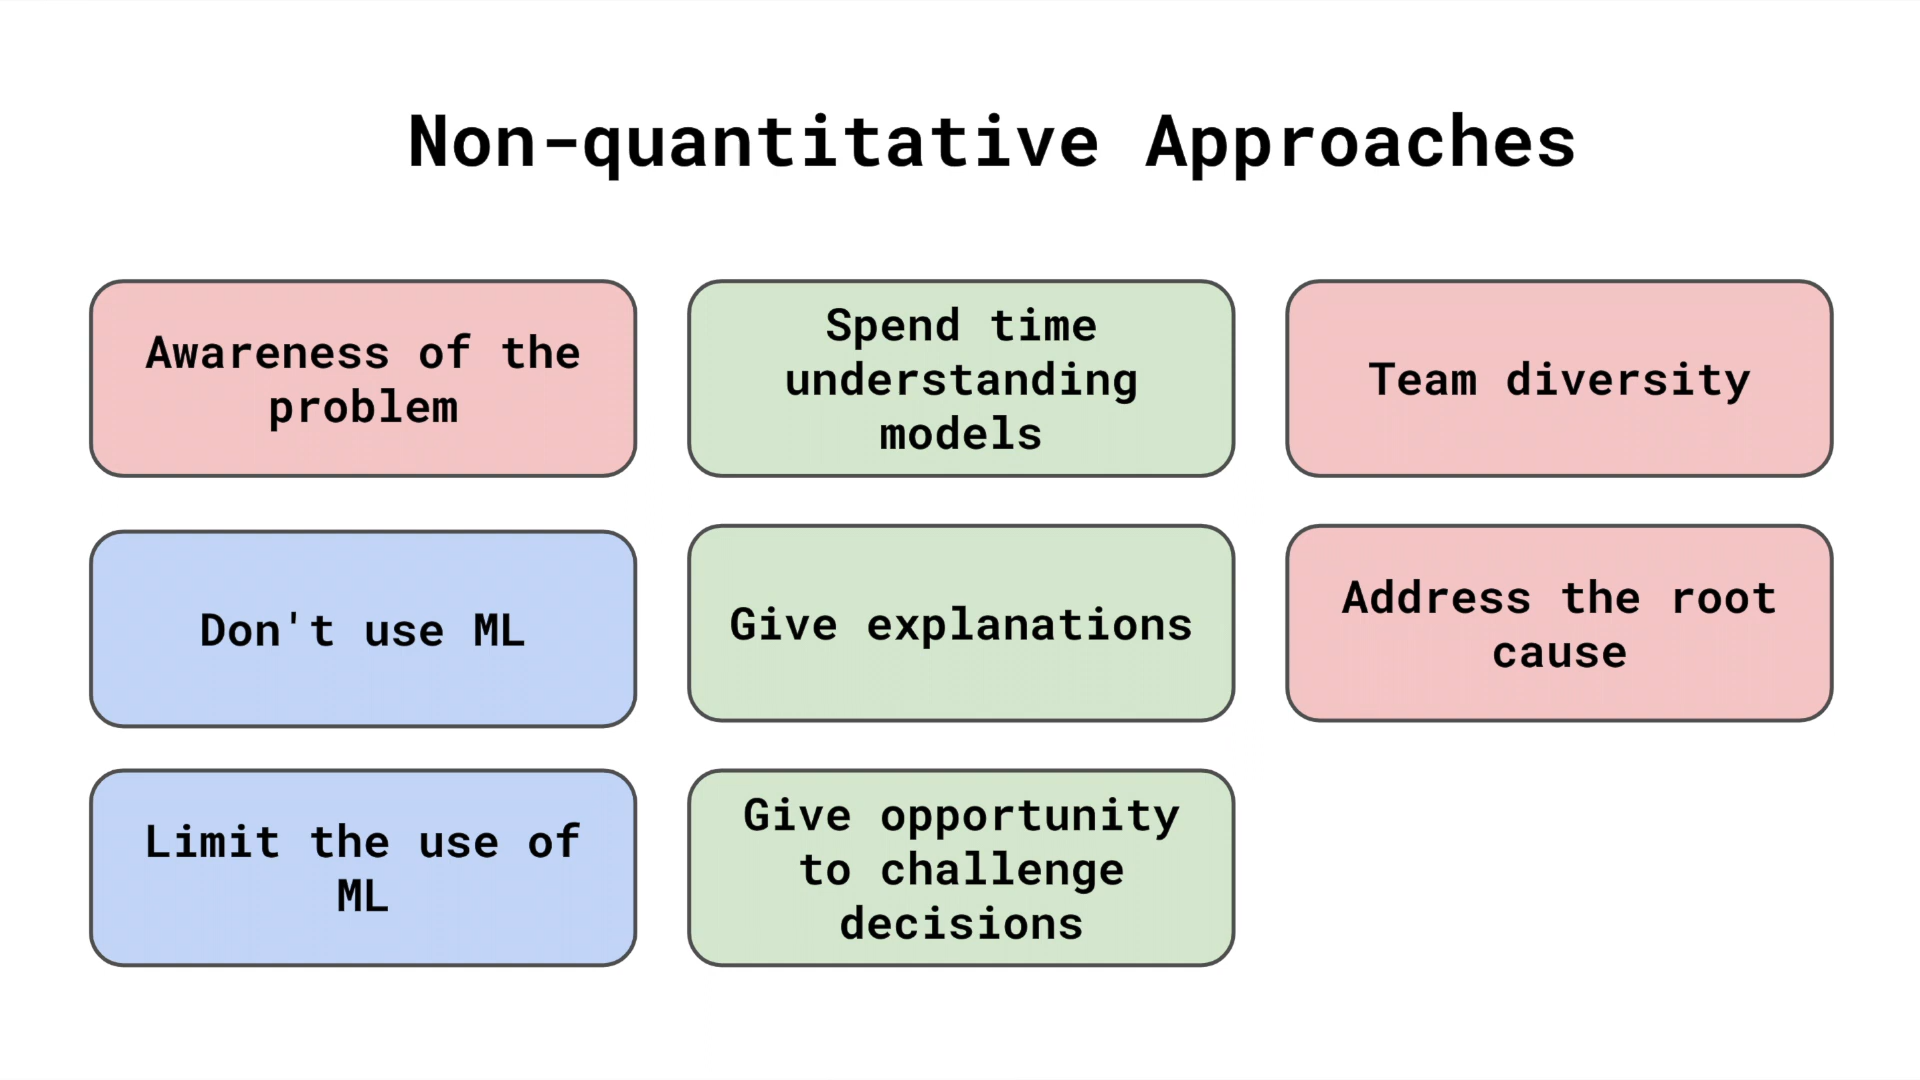 Non-quantitative Approaches
Awareness of the
problem
Spend time
understanding
models
Team diversity
Don't use ML
Give explanations
Address the root
cause
Limit the use of
ML
Give opportunity
to challenge
decisions